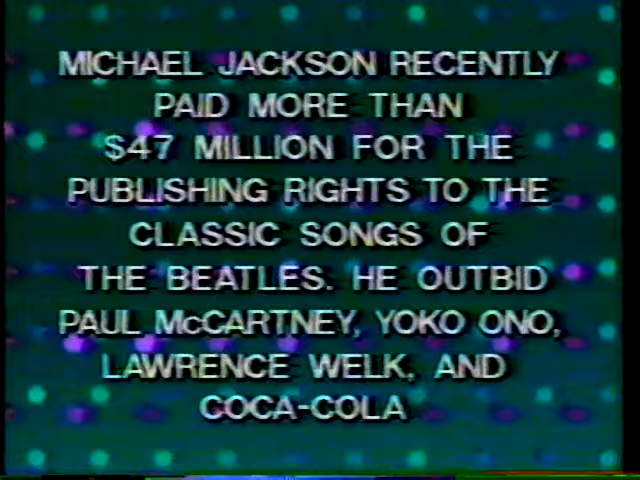 MICHAEL JACKSON RECENTLY
PAID MORE THAN
$47 MILLION FOR THE
PUBLISHING RIGHTS TO THE
CLASSIC SONGS OF
THE BEATLES. HE OUTBID
PAUL McCARTNEY, YOKO ONO,
LAWRENCE WELK, AND
COCA-COLA